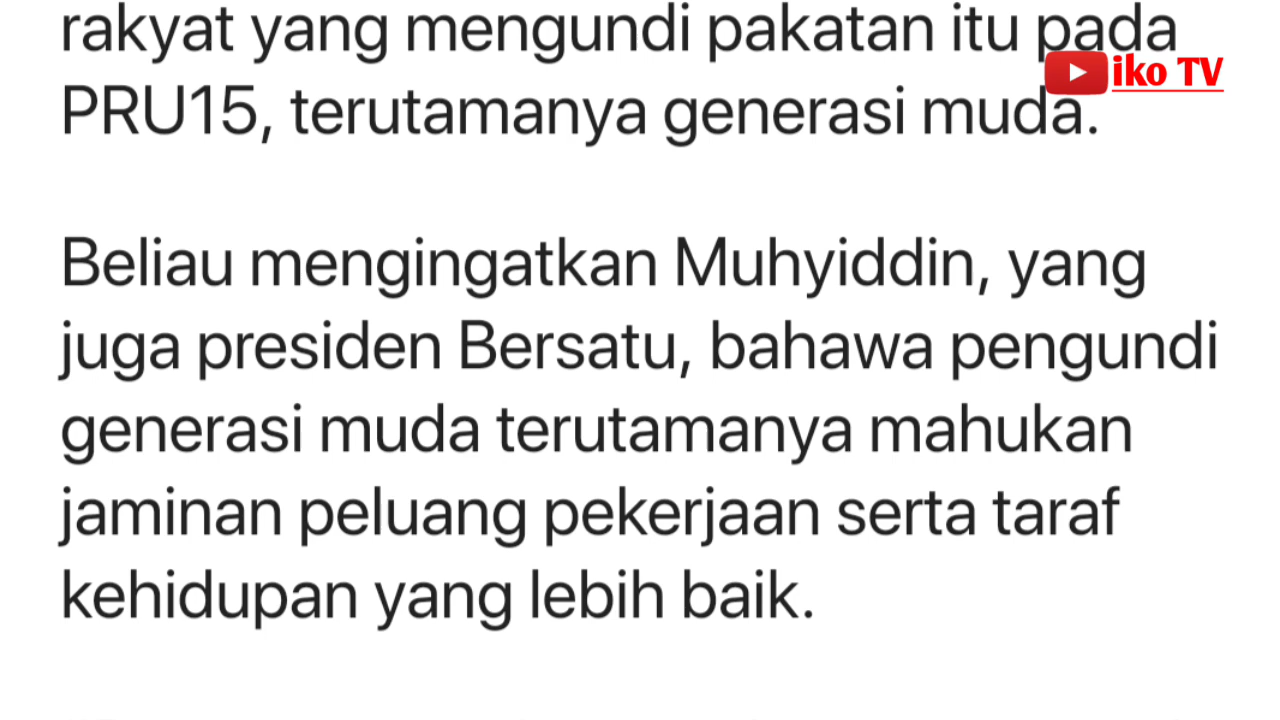 rakyat yang mengundi pakatan itu pada
iko TV
PRU15, terutamanya generasi muda.
Beliau mengingatkan Muhyiddin, yang
juga presiden Bersatu, bahawa pengundi
generasi muda terutamanya mahukan
jaminan peluang pekerjaan serta taraf
kehidupan yang lebih baik.